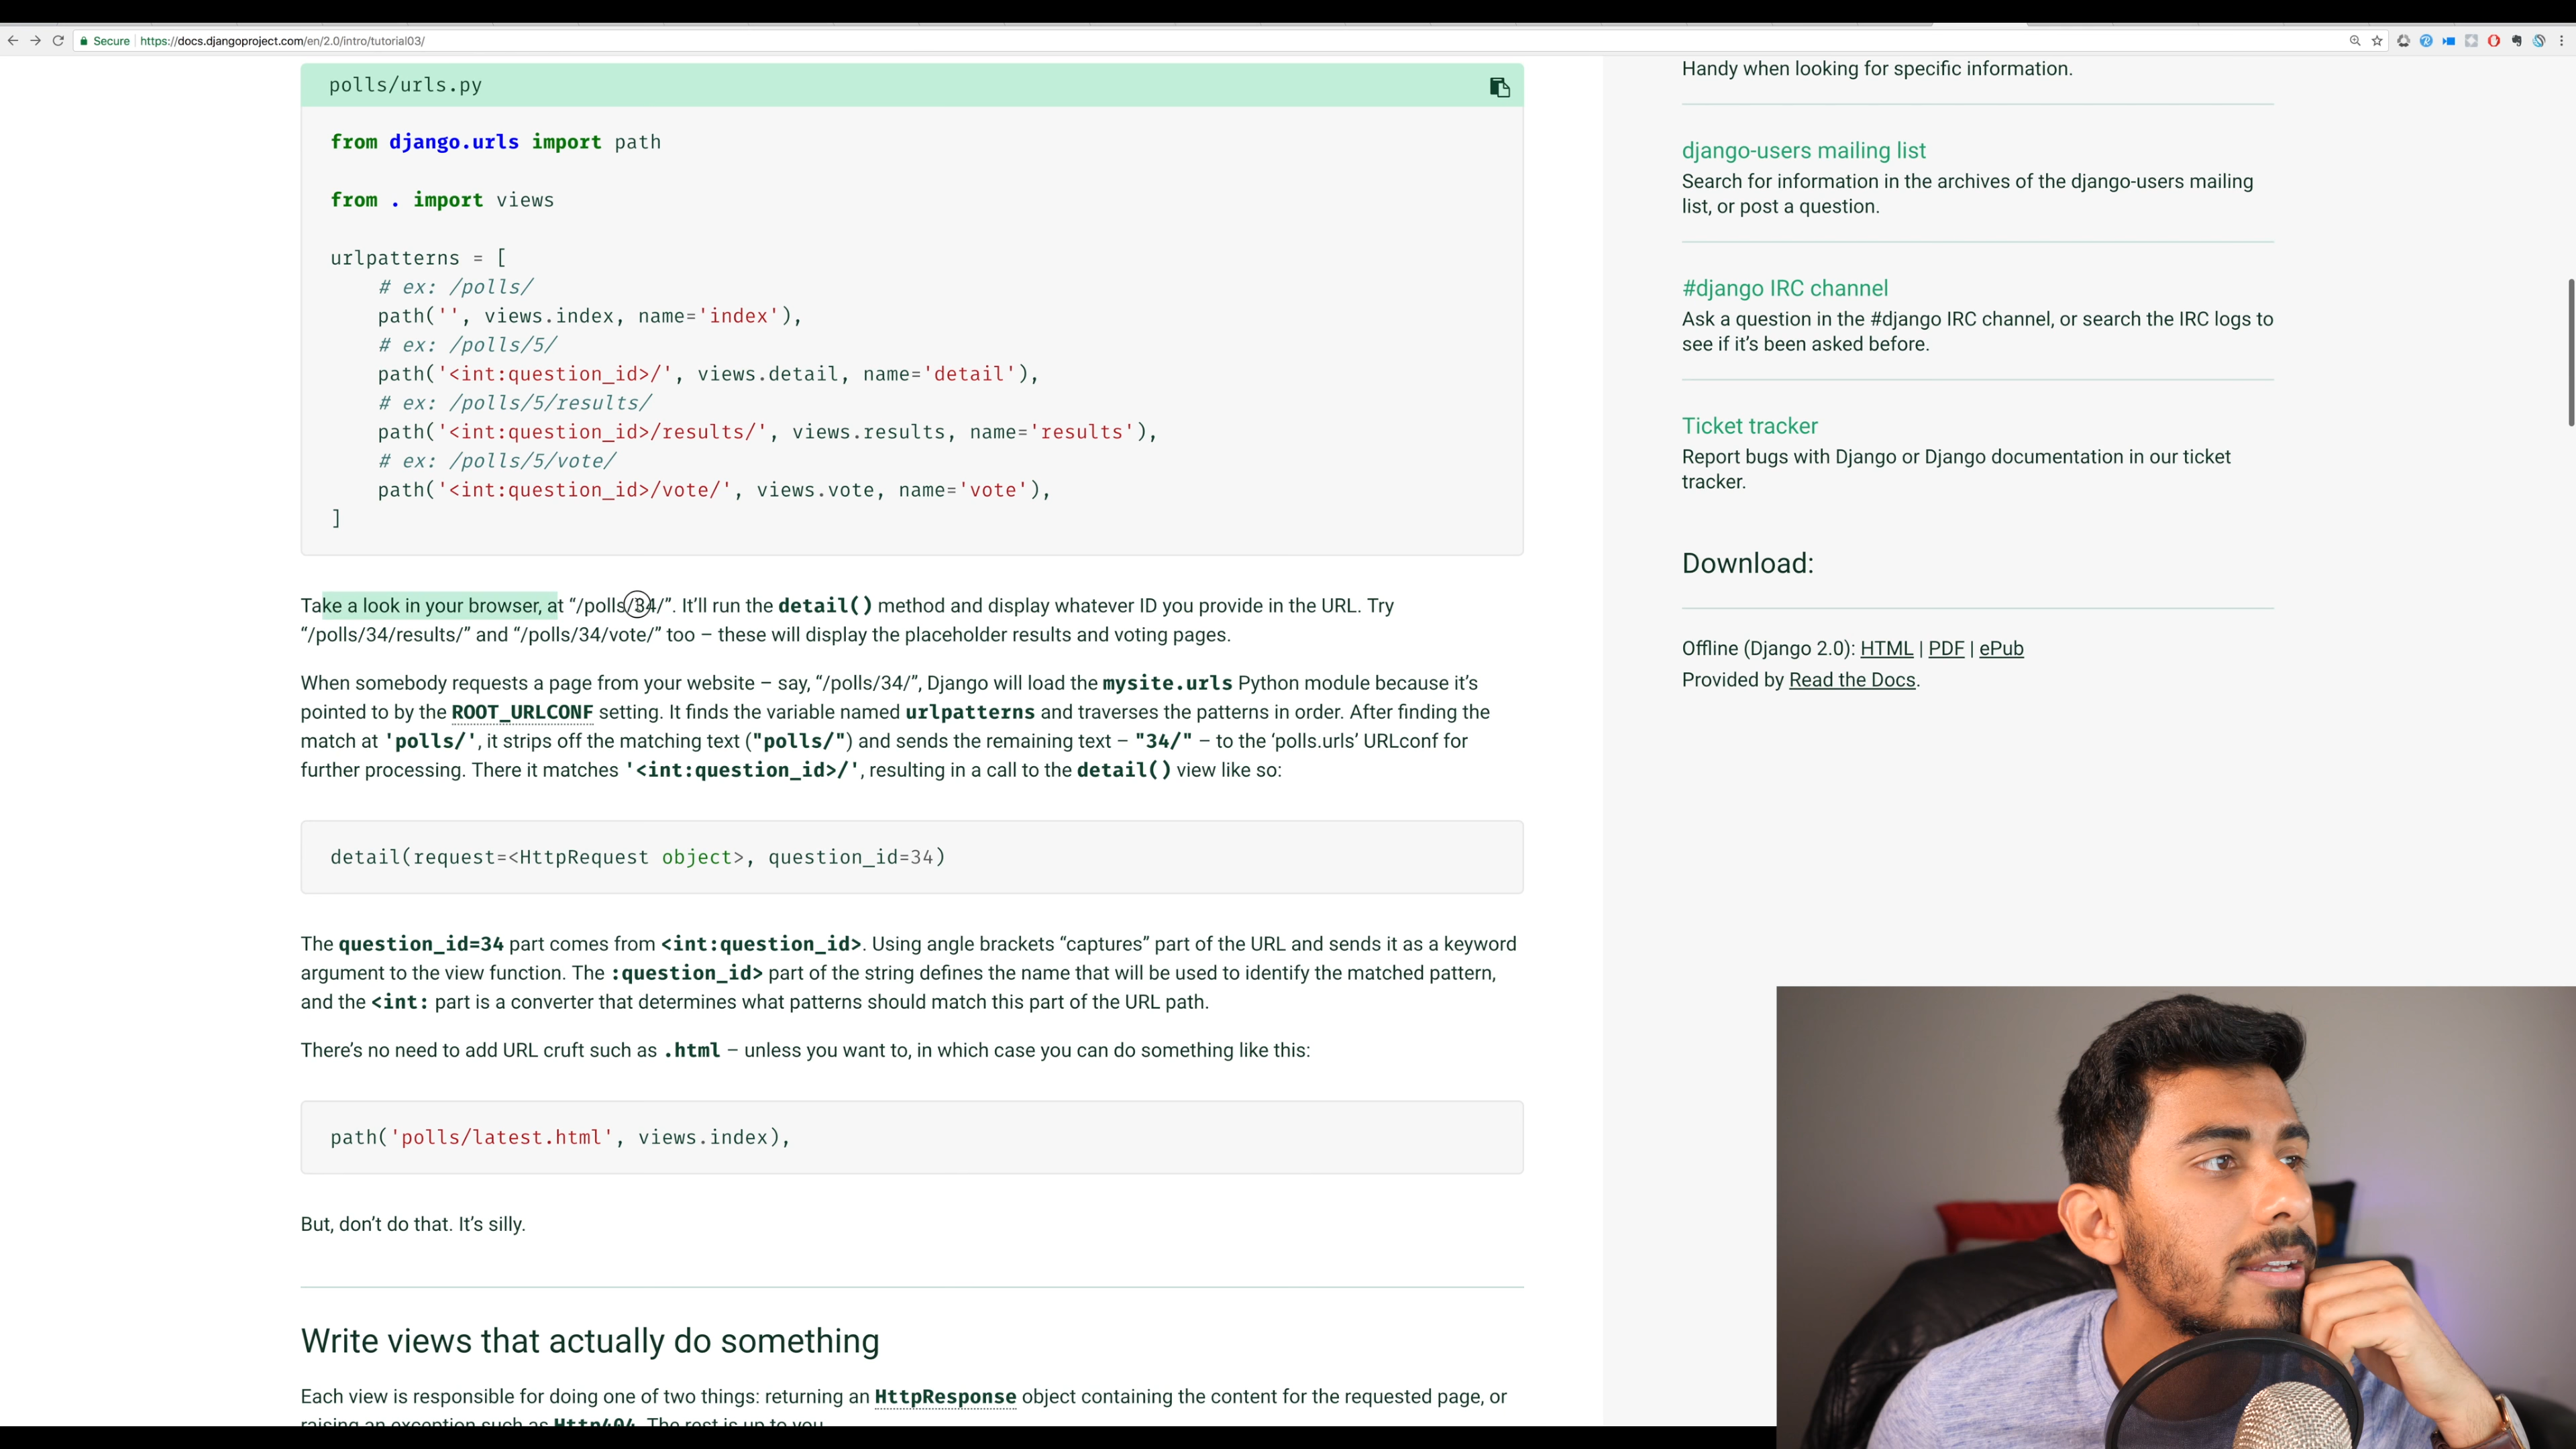 Secure | https://docs.djangoproject.com/en/2.0/intro/tutorial03/
polls/urls.py
from django.urls import path
from . import views
urlpatterns = [
# ex: /polls/
path('', views.index, name='index'),
# ex: /polls/5/
path('<int:question_id>/', views.detail, name='detail'),
# ex: /polls/5/results/
path('<int:question_id>/results/', views.results, name='results'),
# ex: /polls/5/vote/
path('<int:question_id>/vote/', views.vote, name='vote'),
]
Take a look in your browser, at “/polls/34/”. It’ll run the detail() method and display whatever ID you provide in the URL. Try
“/polls/34/results/” and “/polls/34/vote/” too – these will display the placeholder results and voting pages.
When somebody requests a page from your website – say, “/polls/34/”, Django will load the mysite.urls Python module because it’s
pointed to by the ROOT_URLCONF setting. It finds the variable named urlpatterns and traverses the patterns in order. After finding the
match at 'polls/', it strips off the matching text ("polls/") and sends the remaining text – "34/" – to the ‘polls.urls’ URLconf for
further processing. There it matches '<int:question_id>/', resulting in a call to the detail() view like so:
detail(request=<HttpRequest object>, question_id=34)
The question_id=34 part comes from <int:question_id>. Using angle brackets “captures” part of the URL and sends it as a keyword
argument to the view function. The :question_id> part of the string defines the name that will be used to identify the matched pattern,
and the <int: part is a converter that determines what patterns should match this part of the URL path.
There’s no need to add URL cruft such as .html – unless you want to, in which case you can do something like this:
path('polls/latest.html', views.index),
But, don’t do that. It’s silly.
Write views that actually do something
Each view is responsible for doing one of two things: returning an HttpResponse object containing the content for the requested page, or
raising an exception such as Http404. The rest is up to you.
Handy when looking for specific information.
django-users mailing list
Search for information in the archives of the django-users mailing
list, or post a question.
#django IRC channel
Ask a question in the #django IRC channel, or search the IRC logs to
see if it’s been asked before.
Ticket tracker
Report bugs with Django or Django documentation in our ticket
tracker.
Download:
Offline (Django 2.0): HTML | PDF | ePub
Provided by Read the Docs.